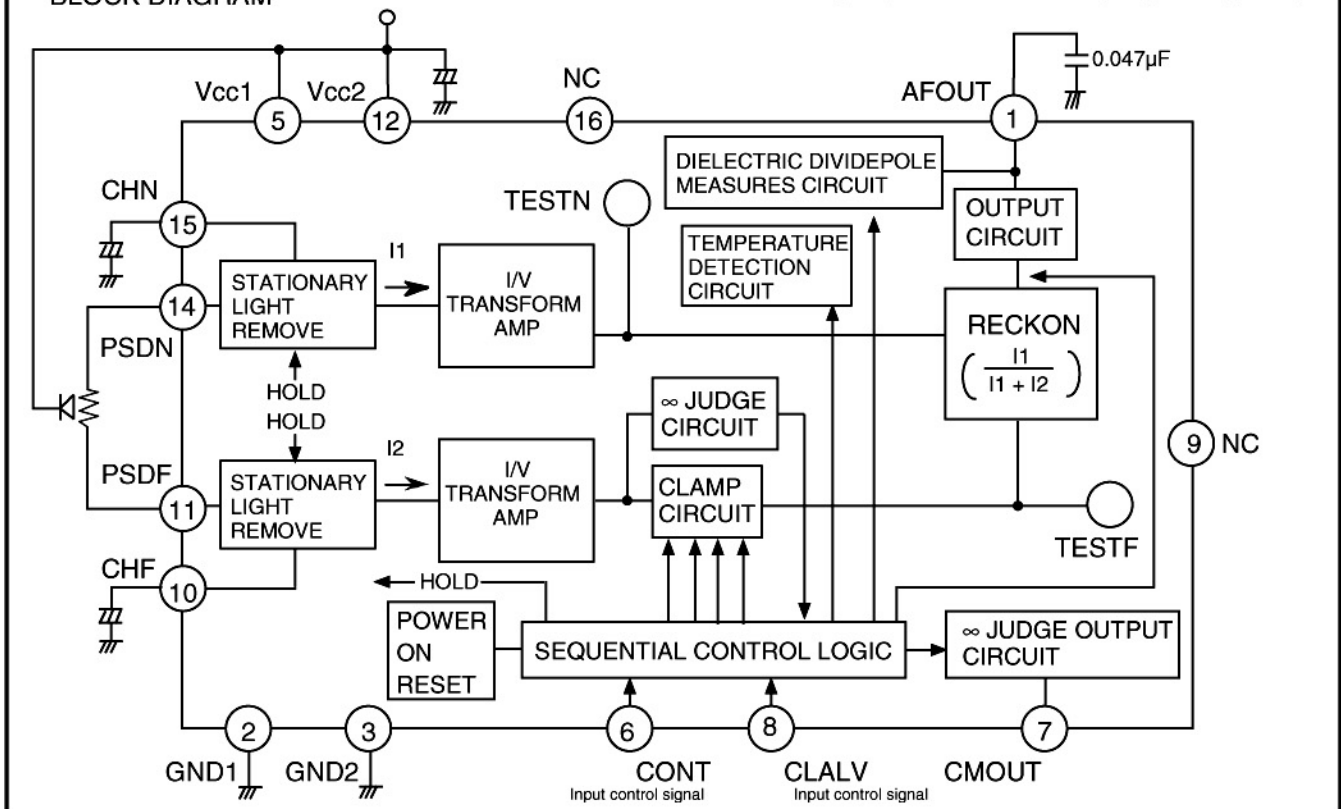 BLOCK DIAGRAM
0.047μF
Vcc1
Vcc2
NC
AFOUT
5
12
16
1
DIELECTRIC DIVIDEPOLE
MEASURES CIRCUIT
CHN
TESTN
15
OUTPUT
CIRCUIT
TEMPERATURE
DETECTION
CIRCUIT
I1
STATIONARY
LIGHT
REMOVE
I/V
TRANSFORM
AMP
14
RECKON
( I1
I1 + I2 )
PSDN
HOLD
HOLD
∞ JUDGE
CIRCUIT
9
NC
PSDF
I2
STATIONARY
LIGHT
REMOVE
I/V
TRANSFORM
AMP
CLAMP
CIRCUIT
11
TESTF
CHF
10
HOLD
POWER
ON
RESET
SEQUENTIAL CONTROL LOGIC
∞ JUDGE OUTPUT
CIRCUIT
2
3
6
8
7
GND1
GND2
CONT
CLALV
CMOUT
Input control signal
Input control signal